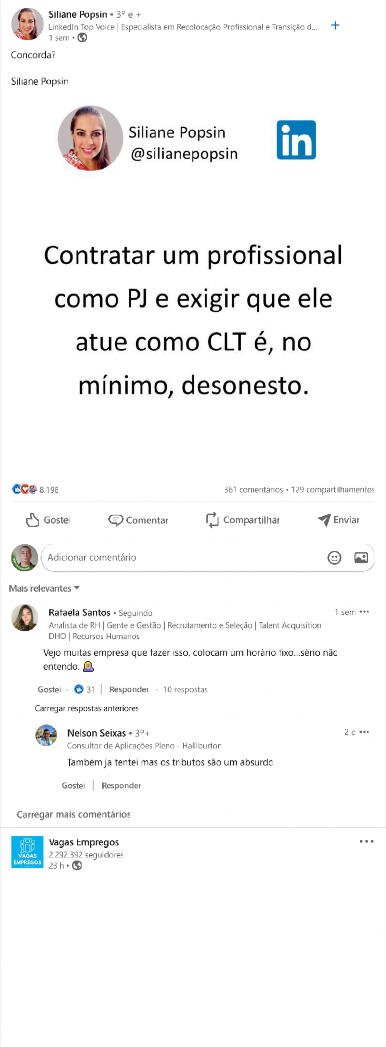 Siliane Popsin • 3º e +
LinkedIn Top Voice | Especialista em Recolocação Profissional e Transição d...
1 sem •
Concorda?
Siliane Popsin
Siliane Popsin
@silianepopsin
in
Contratar um profissional
como PJ e exigir que ele
atue como CLT é, no
mínimo, desonesto.
8.198
361 comentários • 129 compartilhamentos
Gostei
Comentar
Compartilhar
Enviar
Adicionar comentário
Mais relevantes
Rafaela Santos • Seguindo
1 sem •••
Analista de RH | Gente e Gestão | Recrutamento e Seleção | Talent Acquisition
DHO | Recursos Humanos
Vejo muitas empresa que fazer isso, colocam um horário fixo...sério não
entendo.
Gostei · 31 | Responder · 10 respostas
Carregar respostas anteriores
Nelson Seixas • 3º+
2 d •••
Consultor de Aplicações Pleno - Halliburton
Também ja tentei mas os tributos são um absurdo
Gostei | Responder
Carregar mais comentários
Vagas Empregos
•••
2.292.392 seguidores
23 h •
VAGAS
EMPREGOS